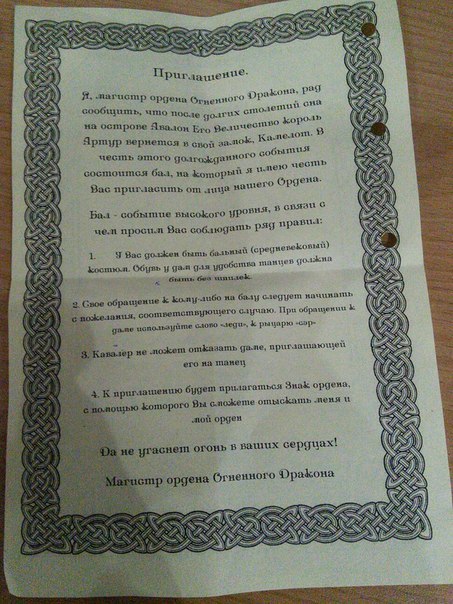 Приглашение.
Я, магистр ордена Огненного Дракона, рад
сообщить, что после долгих столетий сна
на острове Авалон Его Величество король
Артур вернется в свой замок, Камелот. В
честь этого долгожданного события
состоится бал, на который я имею честь
Вас пригласить от лица нашего Ордена.
Бал - событие высокого уровня, в связи с
чем просим Вас соблюдать ряд правил:
1. У Вас должен быть бальный (средневековый)
костюм. Обувь у дам для удобства танцев должна
быть без шпилек.
2. Свое обращение к кому-либо на балу следует начинать
с пожелания, соответствующего случаю. При обращении к
даме используйте слово «леди», к рыцарю «сэр»
3. Кавалер не может отказать даме, приглашающей
его на танец
4. К приглашению будет прилагаться Знак ордена,
с помощью которого Вы сможете отыскать меня и
мой орден
Да не угаснет огонь в ваших сердцах!
Магистр ордена Огненного Дракона